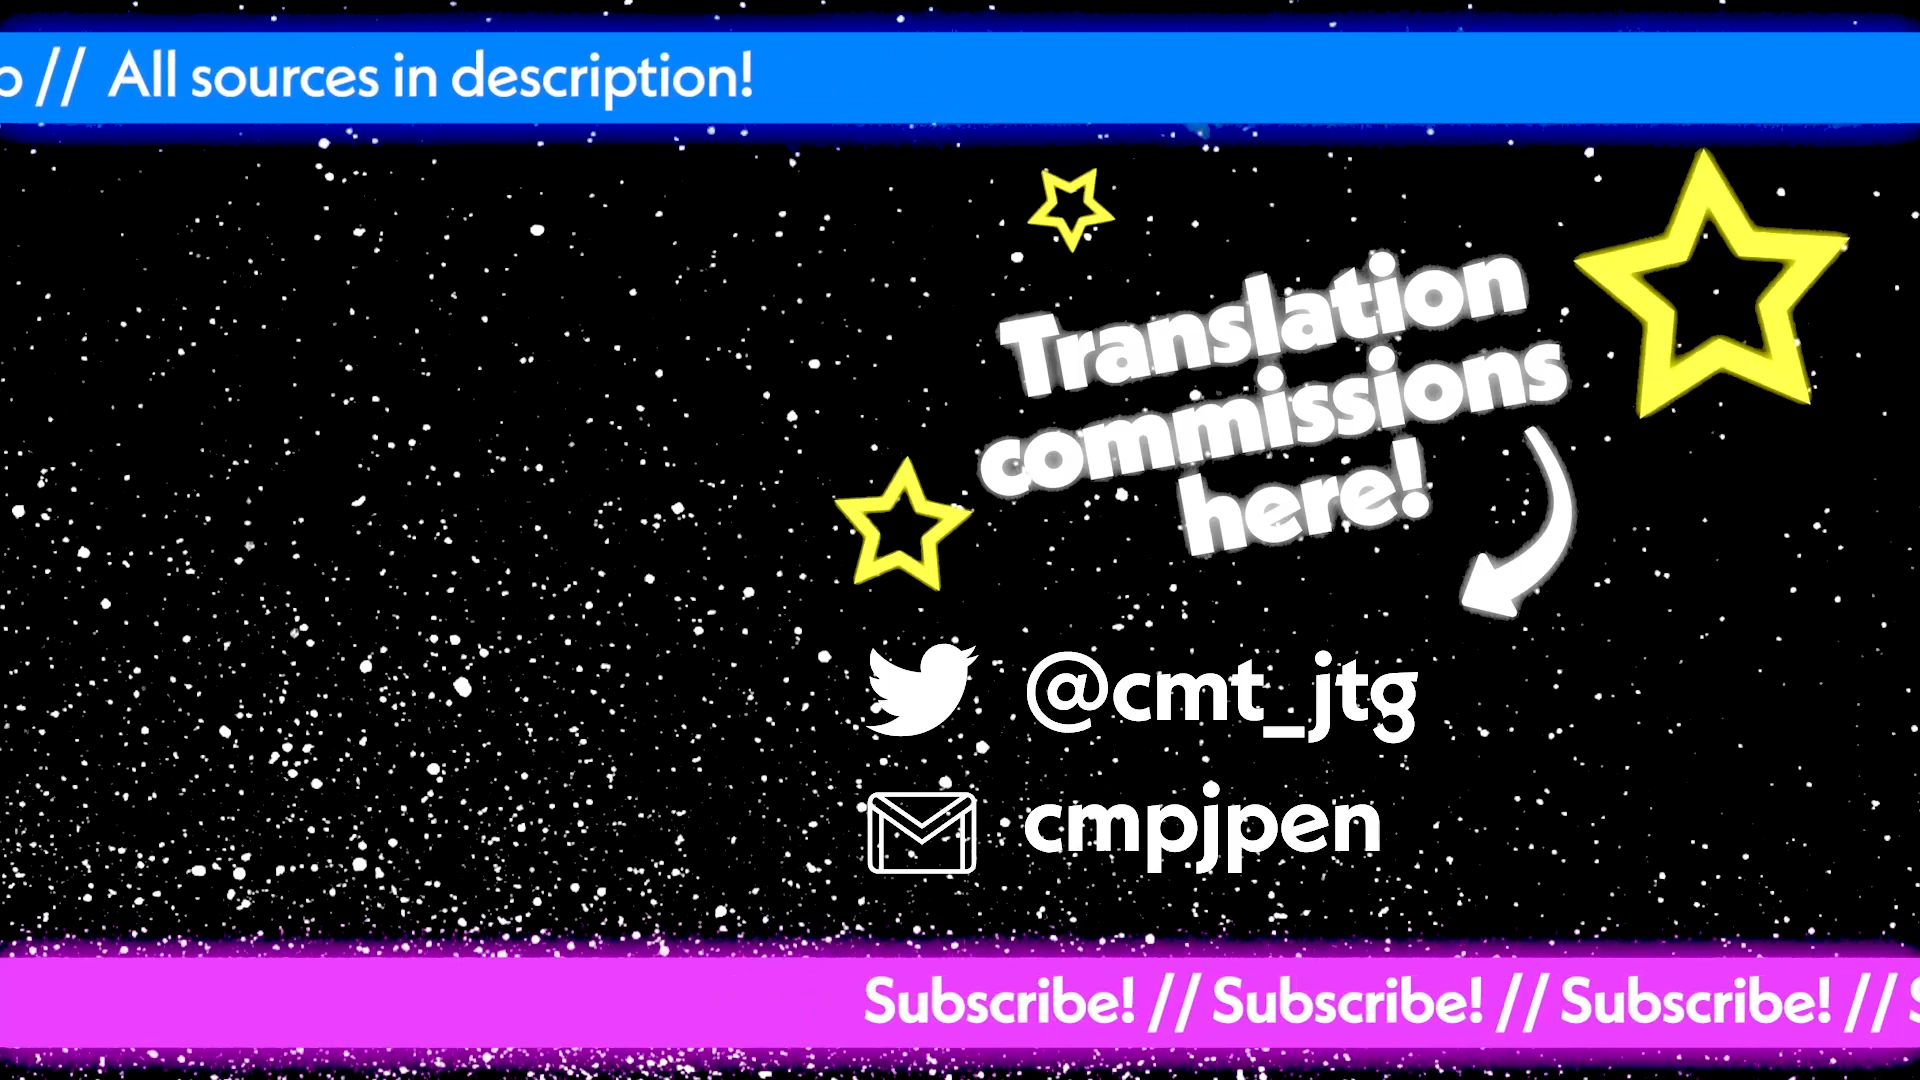 // All sources in description!
Translation
commissions
here!
@cmt_jtg
cmpjpen
Subscribe! // Subscribe! // Subscribe! //